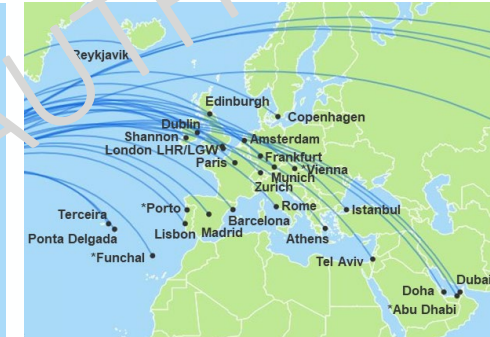 Reykjavik
Edinburgh
Copenhagen
Dublin
Shannon
Amsterdam
London LHR/LGW
Frankfurt
Paris
*Vienna
Munich
Zurich
*Porto
Rome
Istanbul
Terceira
Barcelona
Ponta Delgada
Lisbon
Madrid
Athens
*Funchal
Tel Aviv
Dubai
Doha
*Abu Dhabi